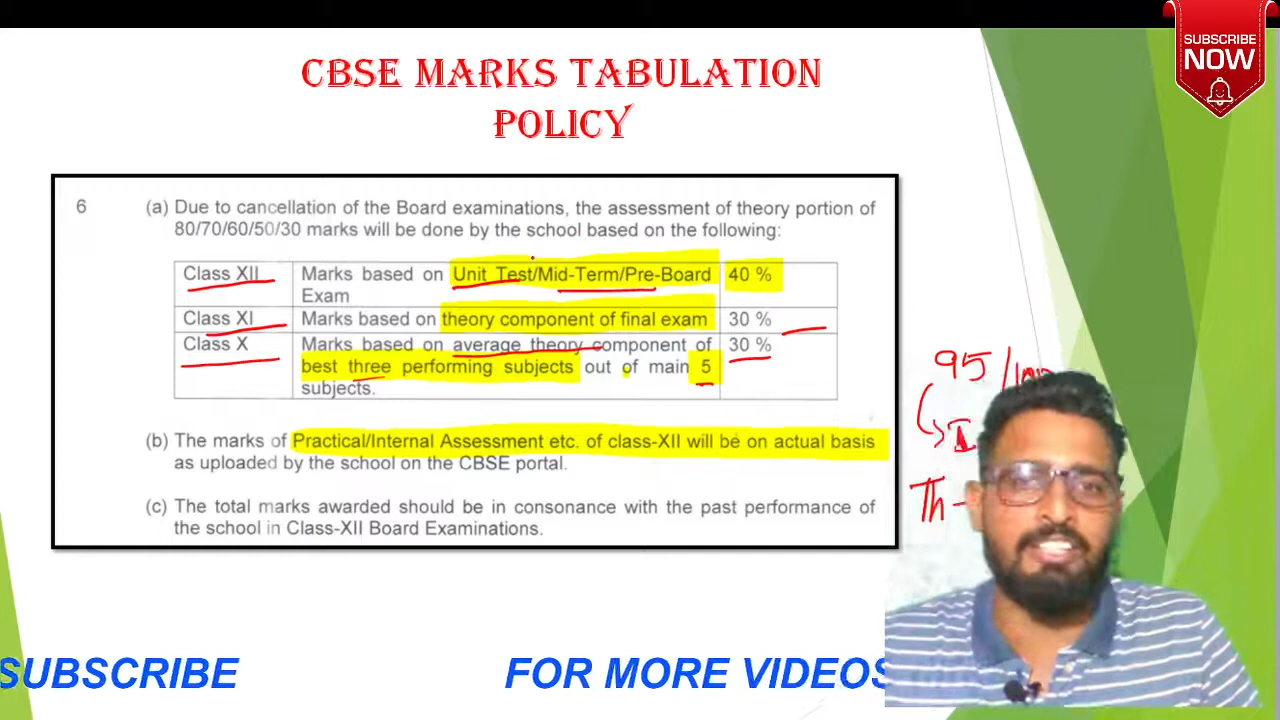 SUBSCRIBE
NOW
CBSE MARKS TABULATION
POLICY
6 (a) Due to cancellation of the Board examinations, the assessment of theory portion of
80/70/60/50/30 marks will be done by the school based on the following:
Class XII Marks based on Unit Test/Mid-Term/Pre-Board 40 %
Exam
Class XI Marks based on theory component of final exam 30 %
Class X Marks based on average theory component of 30 %
best three performing subjects out of main 5
subjects.
95/
I
Th-
(b) The marks of Practical/Internal Assessment etc. of class-XII will be on actual basis
as uploaded by the school on the CBSE portal.
(c) The total marks awarded should be in consonance with the past performance of
the school in Class-XII Board Examinations.
SUBSCRIBE FOR MORE VIDEOS